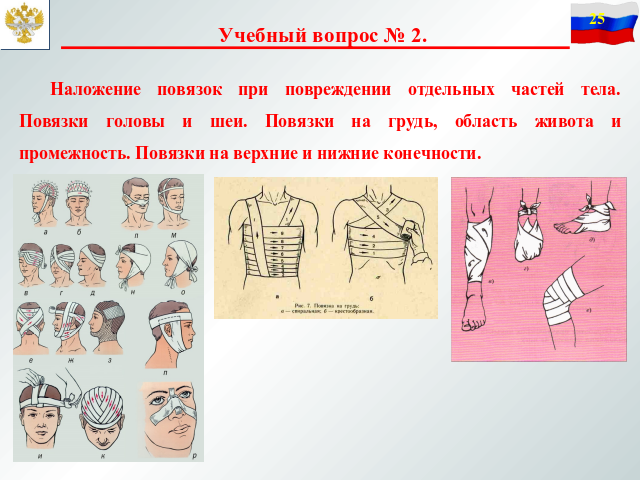 25
Учебный вопрос № 2.
Наложение повязок при повреждении отдельных частей тела.
Повязки головы и шеи. Повязки на грудь, область живота и
промежность. Повязки на верхние и нижние конечности.
а б п м
в г д н о
е ж з
п
и к р
а б
Рис. 7. Повязка на грудь:
а — спиральная; б — крестообразная.